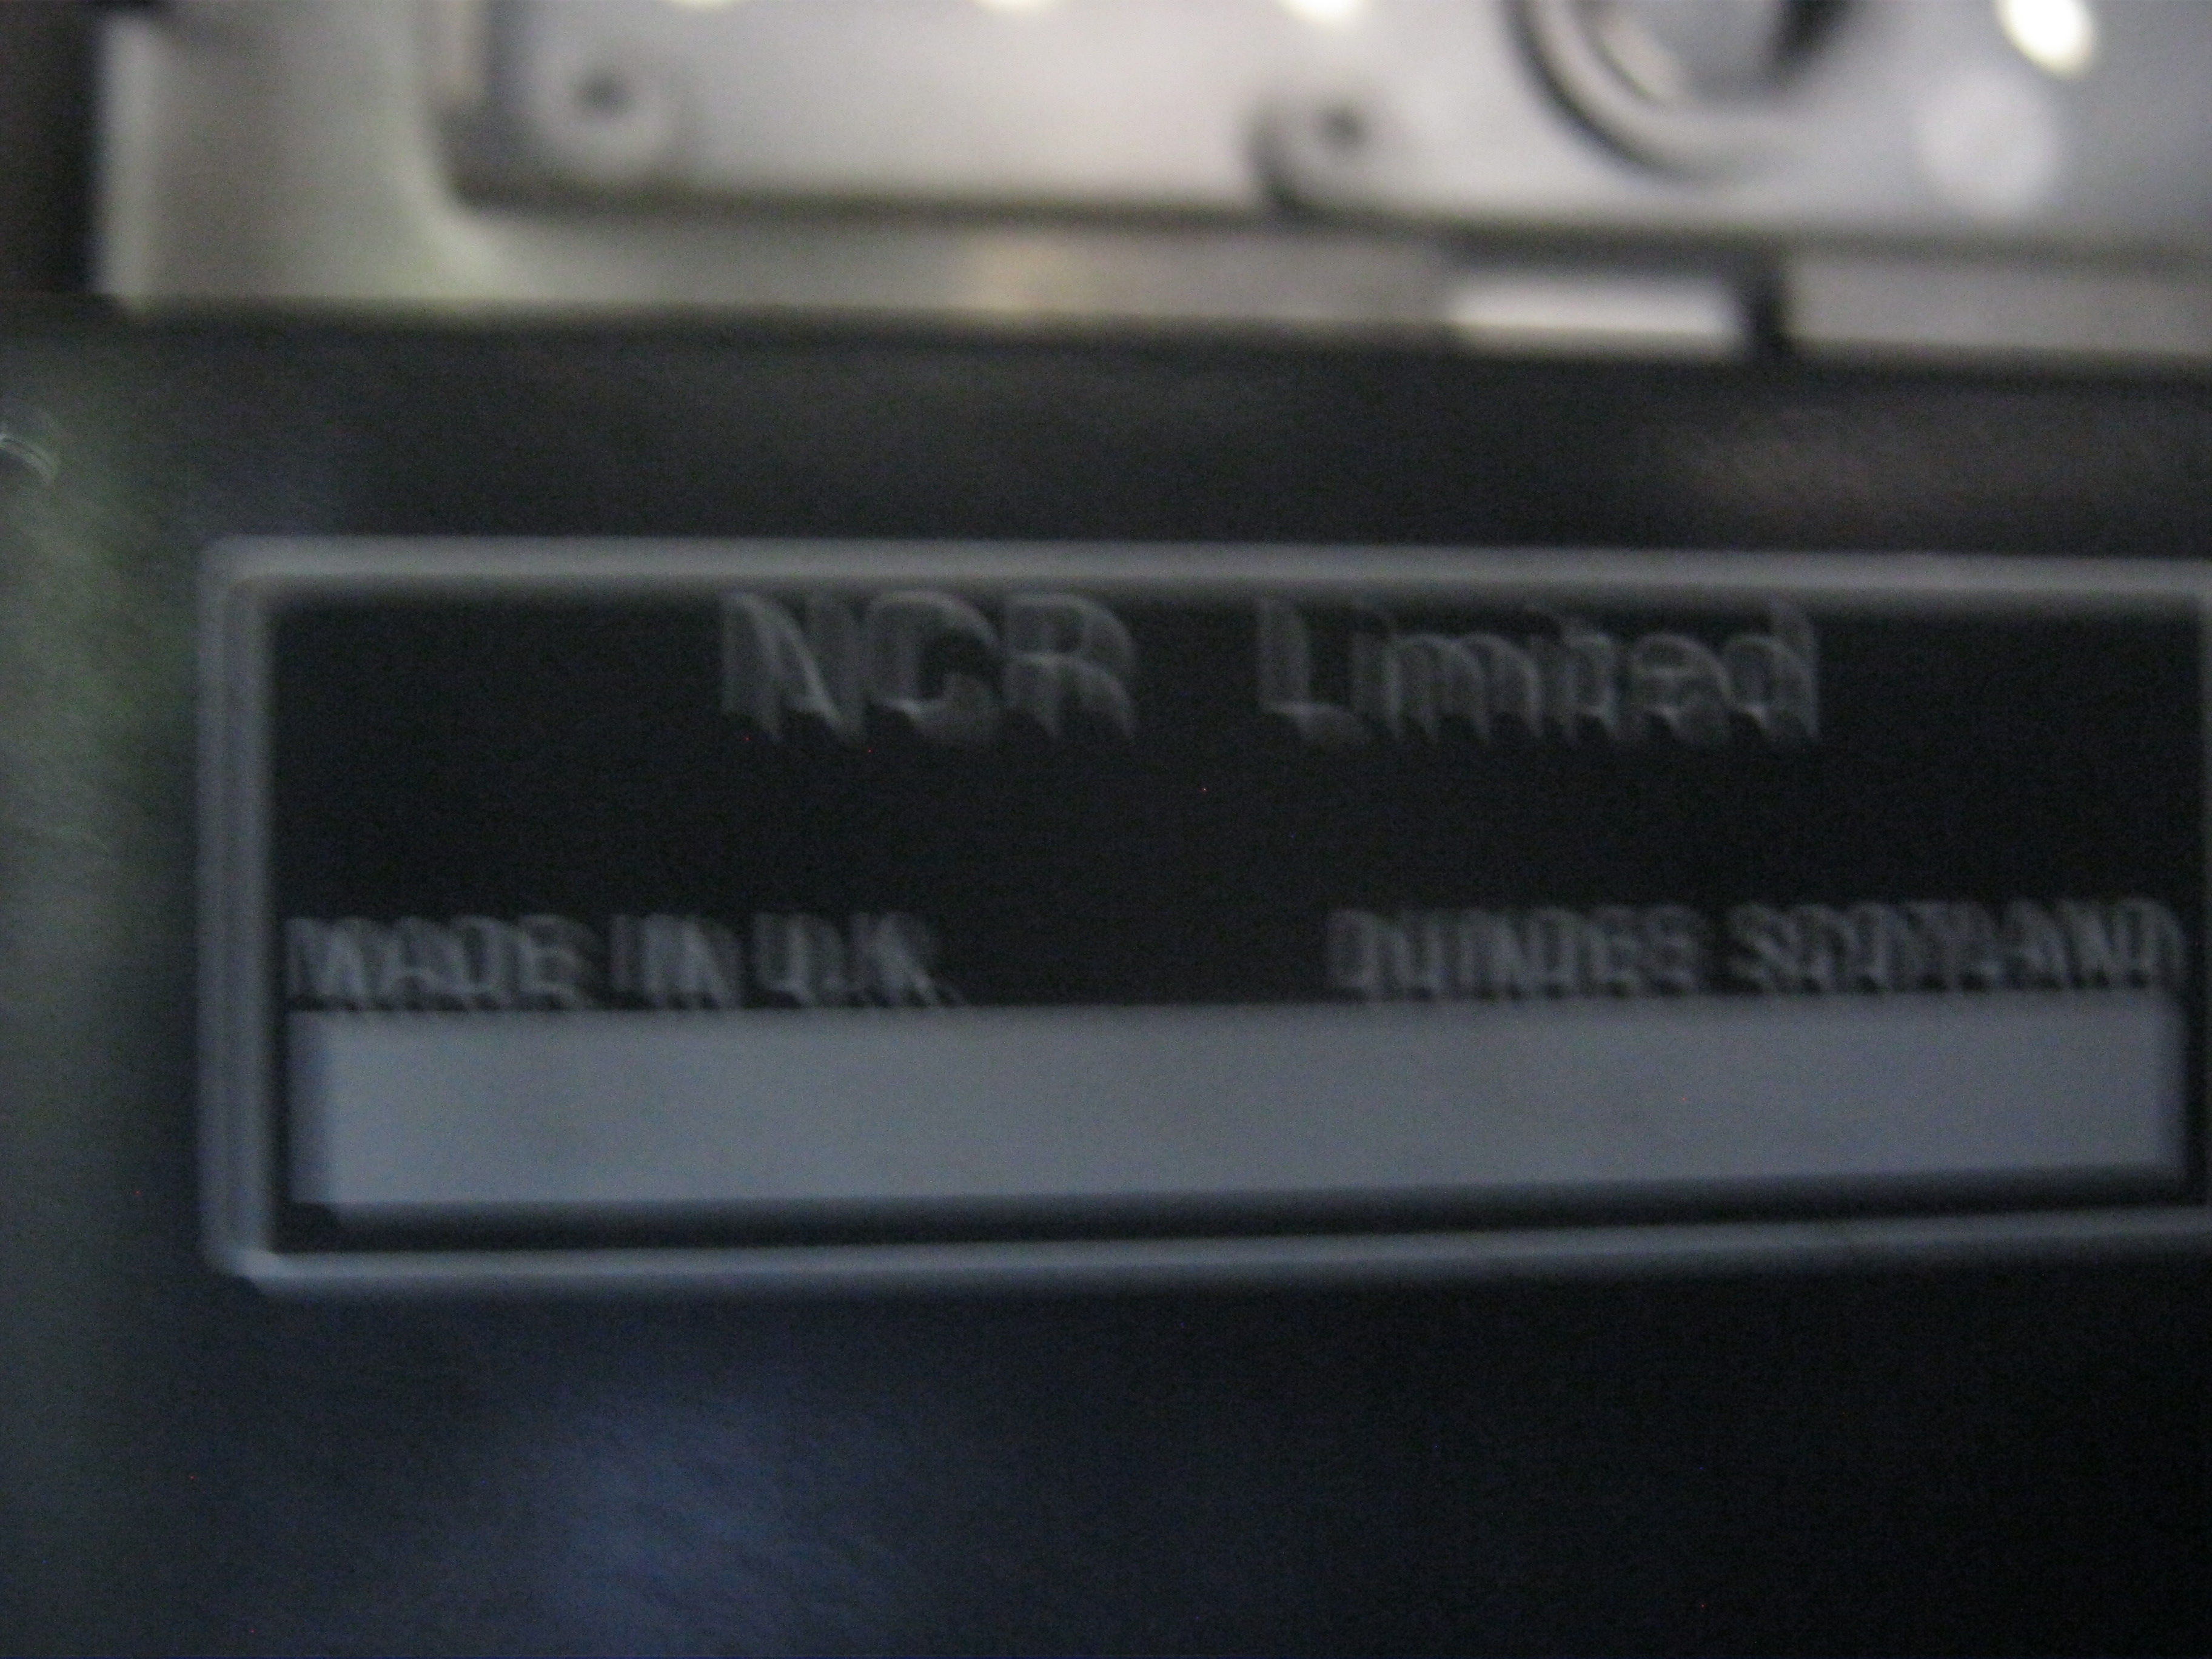 NCR Limited
MADE IN U.K. DUNDEE SCOTLAND